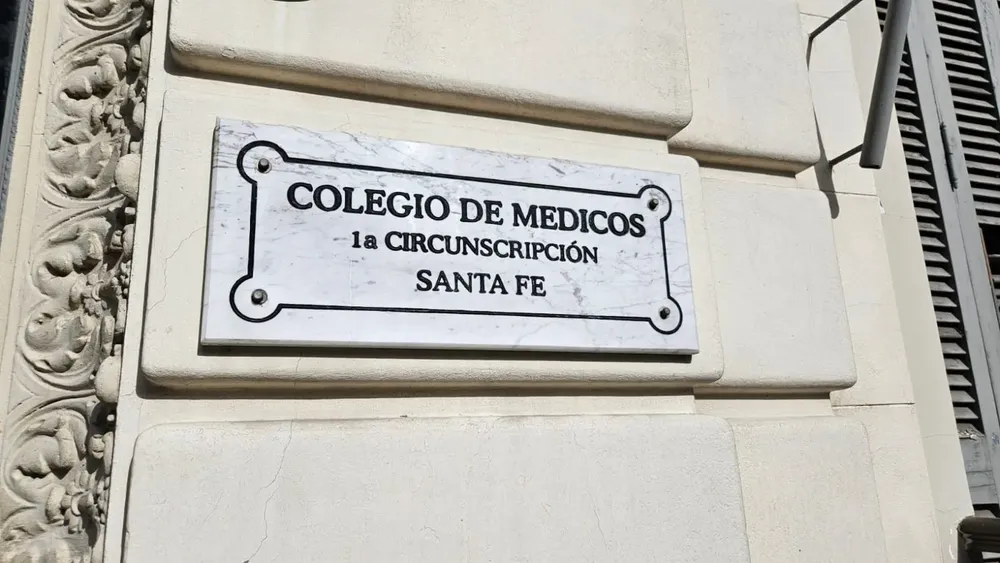 COLEGIO DE MEDICOS
1a CIRCUNSCRIPCIÓN
SANTA FE